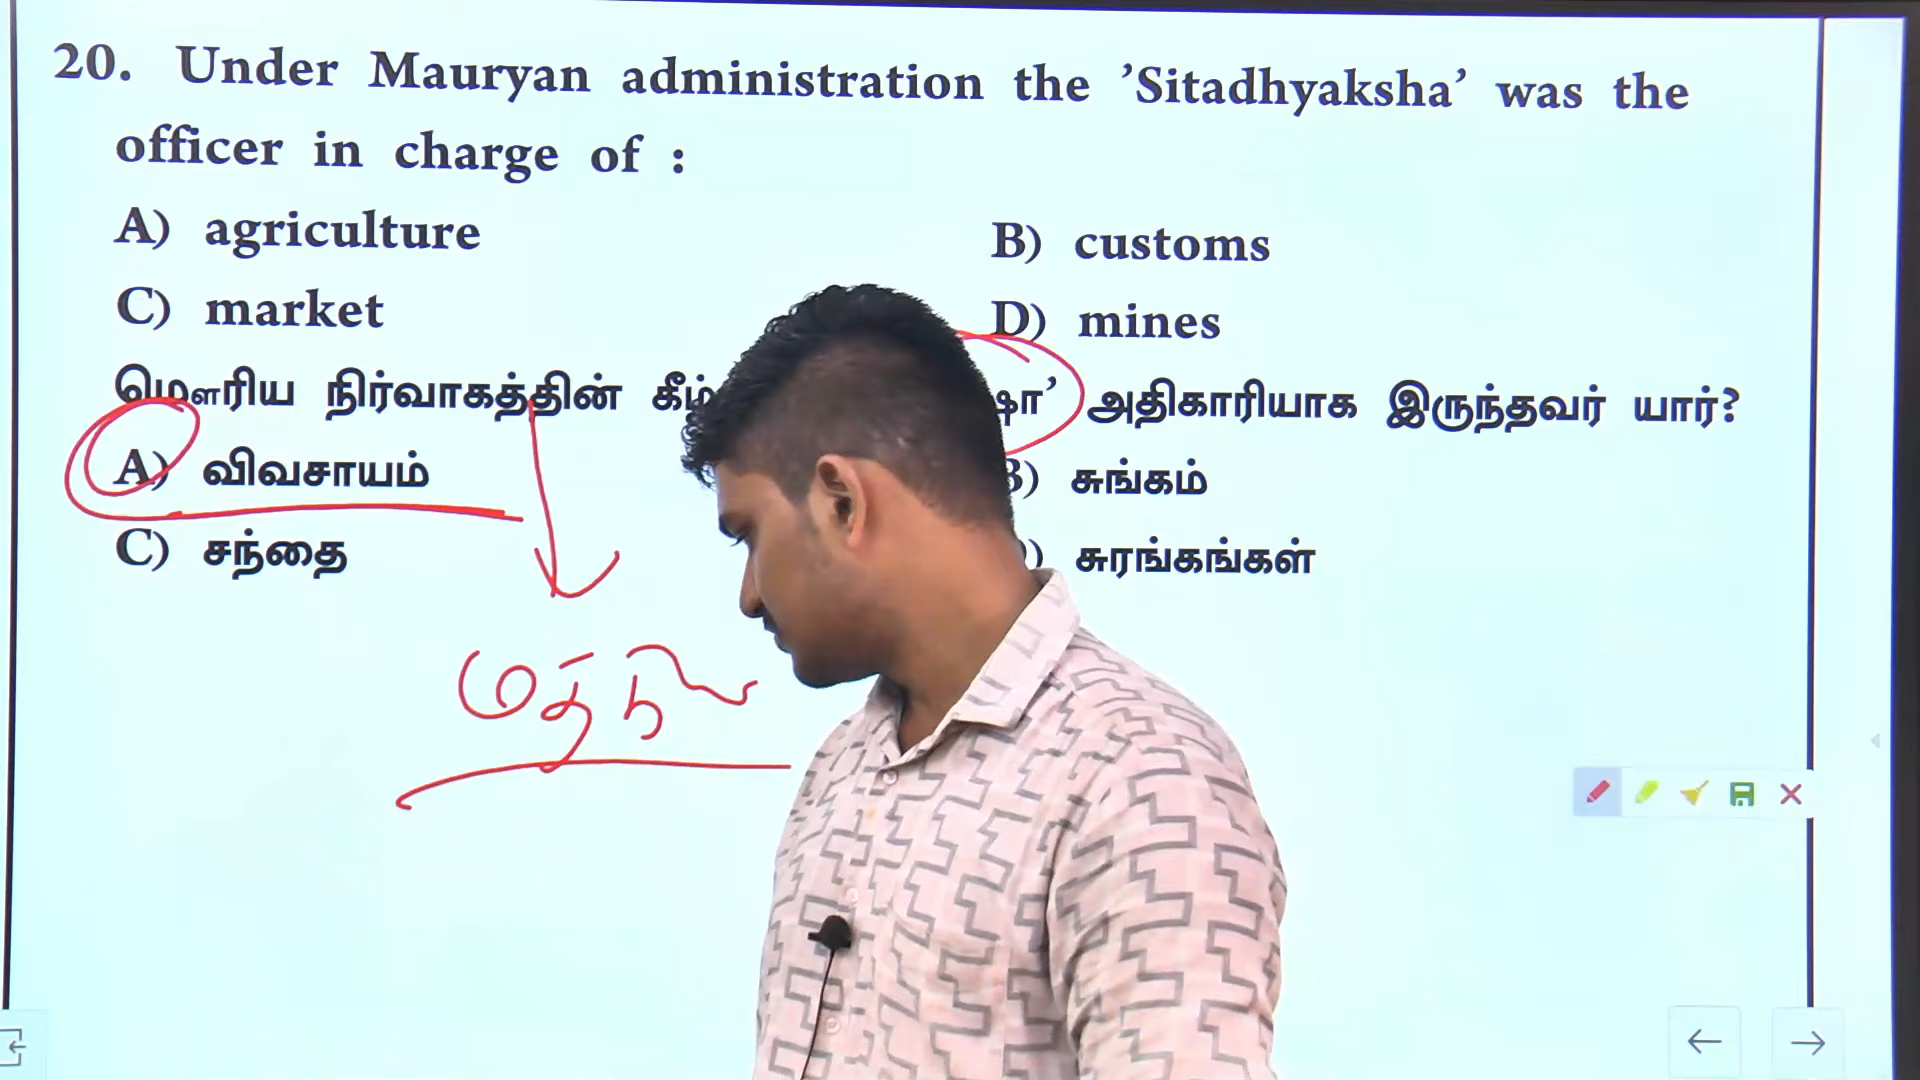 20. Under Mauryan administration the ’Sitadhyaksha’ was the
officer in charge of :
A) agriculture
B) customs
C) market
D) mines
மௌரிய நிர்வாகத்தின் கீழ்
ஷா’ அதிகாரியாக இருந்தவர் யார்?
A) விவசாயம்
B) சுங்கம்
C) சந்தை
D) சுரங்கங்கள்